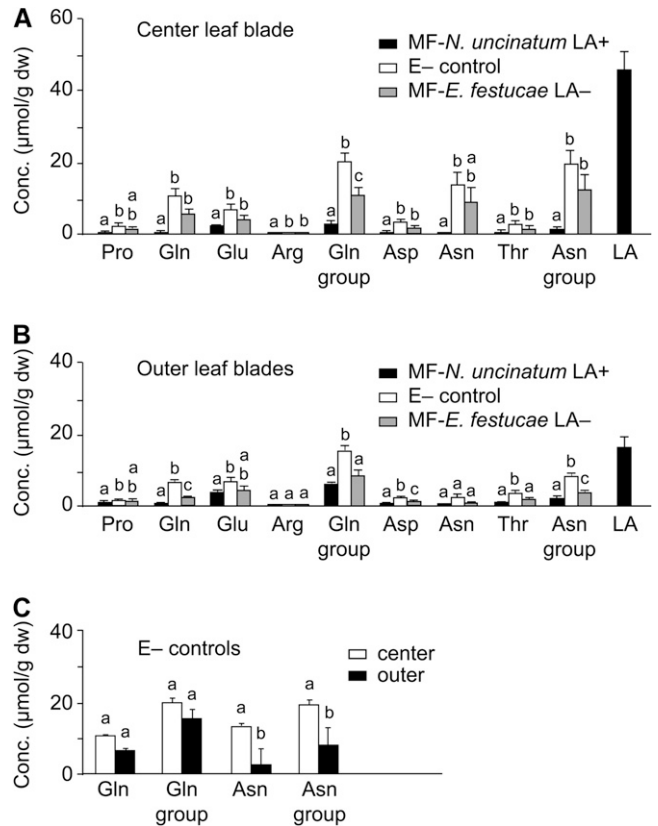 A
Center leaf blade
MF-N. uncinatum LA+
E– control
MF-E. festucae LA–
Conc. (µmol/g dw)
60
40
20
0
a b a b
a b b
a b b
a b b
a b c
a b b
a b a b
a b b
a b b
Pro Gln Glu Arg Gln group Asp Asn Thr Asn group LA
B
Outer leaf blades
MF-N. uncinatum LA+
E– control
MF-E. festucae LA–
Conc. (µmol/g dw)
40
20
0
a b a b
a b c
a b a b
a a a
a b a
a b c
a a a
a b a
a b c
Pro Gln Glu Arg Gln group Asp Asn Thr Asn group LA
C
E– controls
center
outer
Conc. (µmol/g dw)
40
20
0
a a
a a
a b
a b
Gln Gln group Asn Asn group